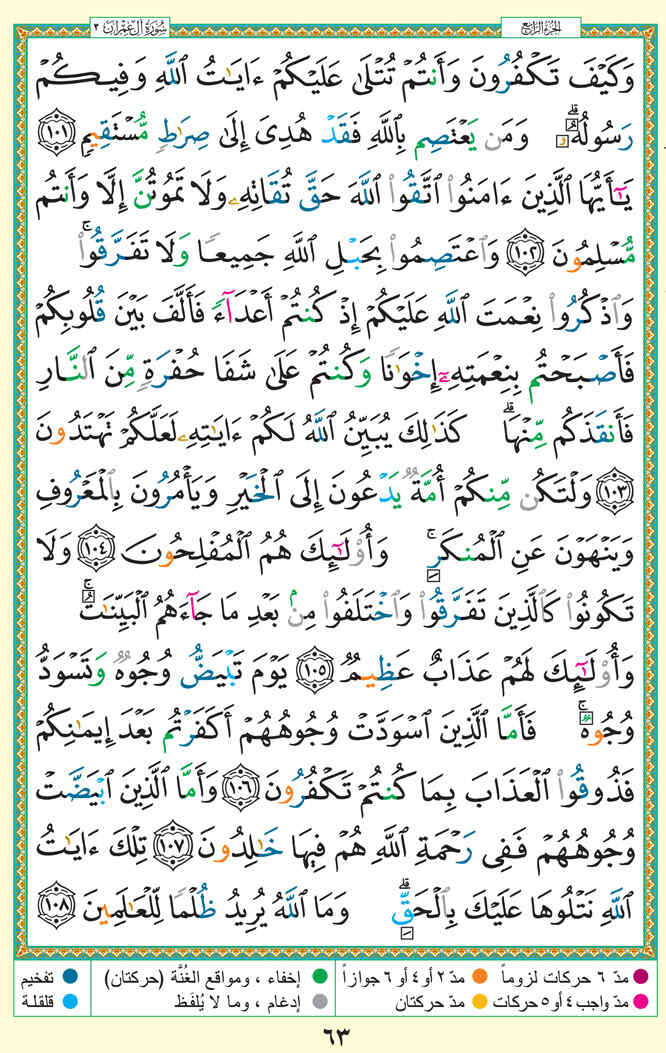 سُورَةُ آلِ عِمْرَان ٣
الجُزْءُ الرَّابِعُ
وَكَيْفَ تَكْفُرُونَ وَأَنتُمْ تُتْلَىٰ عَلَيْكُمْ ءَايَٰتُ ٱللَّهِ وَفِيكُمْ
رَسُولُهُۥ ۗ وَمَن يَعْتَصِم بِٱللَّهِ فَقَدْ هُدِىَ إِلَىٰ صِرَٰطٍ مُّسْتَقِيمٍ ١٠١
يَٰٓأَيُّهَا ٱلَّذِينَ ءَامَنُوا۟ ٱتَّقُوا۟ ٱللَّهَ حَقَّ تُقَاتِهِۦ وَلَا تَمُوتُنَّ إِلَّا وَأَنتُم
مُّسْلِمُونَ ١٠٢ وَٱعْتَصِمُوا۟ بِحَبْلِ ٱللَّهِ جَمِيعًا وَلَا تَفَرَّقُوا۟ ۚ
وَٱذْكُرُوا۟ نِعْمَتَ ٱللَّهِ عَلَيْكُمْ إِذْ كُنتُمْ أَعْدَآءً فَأَلَّفَ بَيْنَ قُلُوبِكُمْ
فَأَصْبَحْتُم بِنِعْمَتِهِۦٓ إِخْوَٰنًا وَكُنتُمْ عَلَىٰ شَفَا حُفْرَةٍ مِّنَ ٱلنَّارِ
فَأَنقَذَكُم مِّنْهَا ۗ كَذَٰلِكَ يُبَيِّنُ ٱللَّهُ لَكُمْ ءَايَٰتِهِۦ لَعَلَّكُمْ تَهْتَدُونَ
١٠٣ وَلْتَكُن مِّنكُمْ أُمَّةٌ يَدْعُونَ إِلَى ٱلْخَيْرِ وَيَأْمُرُونَ بِٱلْمَعْرُوفِ
وَيَنْهَوْنَ عَنِ ٱلْمُنكَرِ ۚ وَأُو۟لَٰٓئِكَ هُمُ ٱلْمُفْلِحُونَ ١٠٤ وَلَا
تَكُونُوا۟ كَٱلَّذِينَ تَفَرَّقُوا۟ وَٱخْتَلَفُوا۟ مِنۢ بَعْدِ مَا جَآءَهُمُ ٱلْبَيِّنَٰتُ ۚ
وَأُو۟لَٰٓئِكَ لَهُمْ عَذَابٌ عَظِيمٌ ١٠٥ يَوْمَ تَبْيَضُّ وُجُوهٌ وَتَسْوَدُّ
وُجُوهٌ ۚ فَأَمَّا ٱلَّذِينَ ٱسْوَدَّتْ وُجُوهُهُمْ أَكَفَرْتُم بَعْدَ إِيمَٰنِكُمْ
فَذُوقُوا۟ ٱلْعَذَابَ بِمَا كُنتُمْ تَكْفُرُونَ ١٠٦ وَأَمَّا ٱلَّذِينَ ٱبْيَضَّتْ
وُجُوهُهُمْ فَفِى رَحْمَةِ ٱللَّهِ هُمْ فِيهَا خَٰلِدُونَ ١٠٧ تِلْكَ ءَايَٰتُ
ٱللَّهِ نَتْلُوهَا عَلَيْكَ بِٱلْحَقِّ ۗ وَمَا ٱللَّهُ يُرِيدُ ظُلْمًا لِّلْعَٰلَمِينَ ١٠٨
مدّ ٦ حركات لزوماً مدّ ٢ أو ٤ أو ٦ جوازاً إخفاء ، ومواقع الغُنَّة (حركتان) تفخيم
مدّ واجب ٤ أو ٥ حركات مدّ حركتان إدغام ، وما لا يُلفَظ قلقلة
٦٣